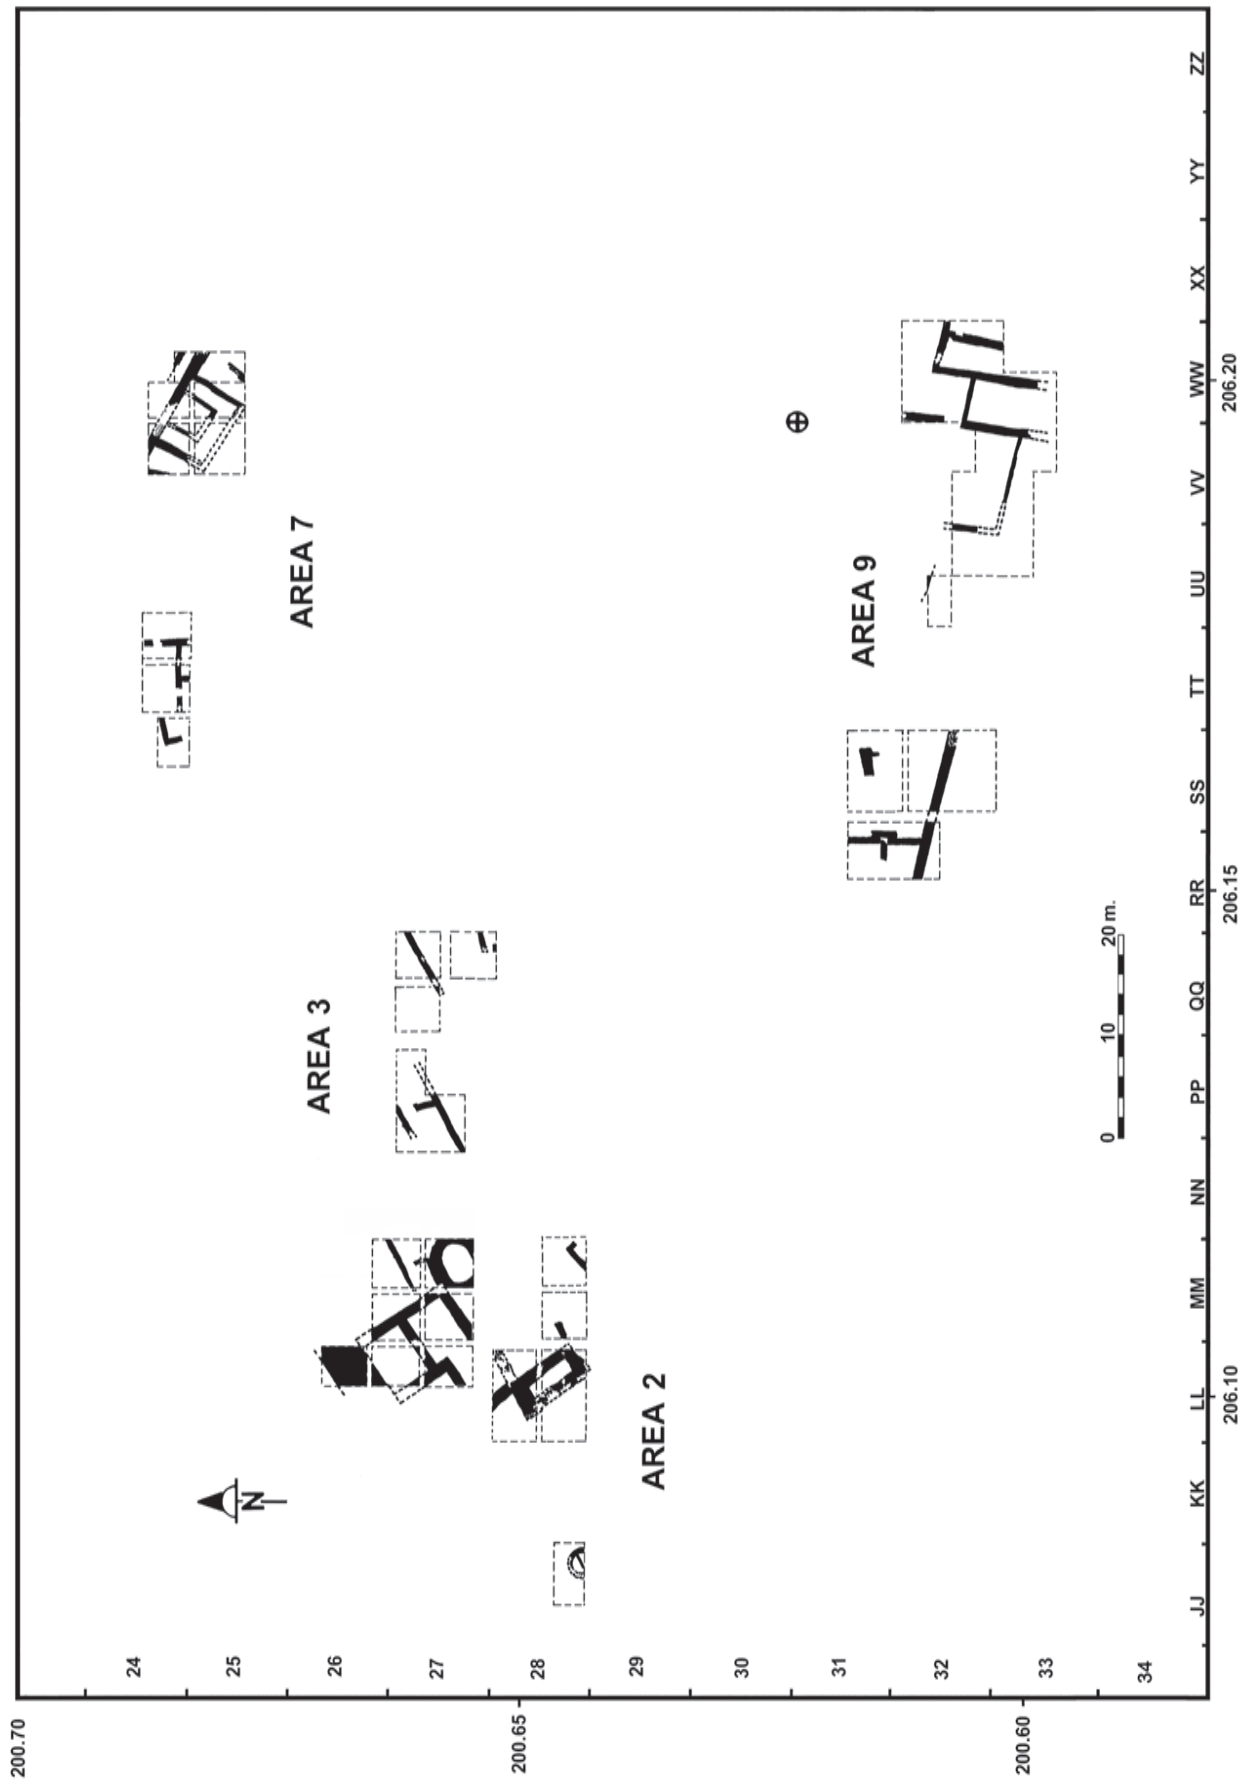 200.70
200.65
200.60
24
25
26
27
28
29
30
31
32
33
34
JJ
KK
LL
MM
NN
PP
QQ
RR
SS
TT
UU
VV
WW
XX
YY
ZZ
206.10
206.15
206.20
N
AREA 2
AREA 3
AREA 7
AREA 9
0 10 20 m.